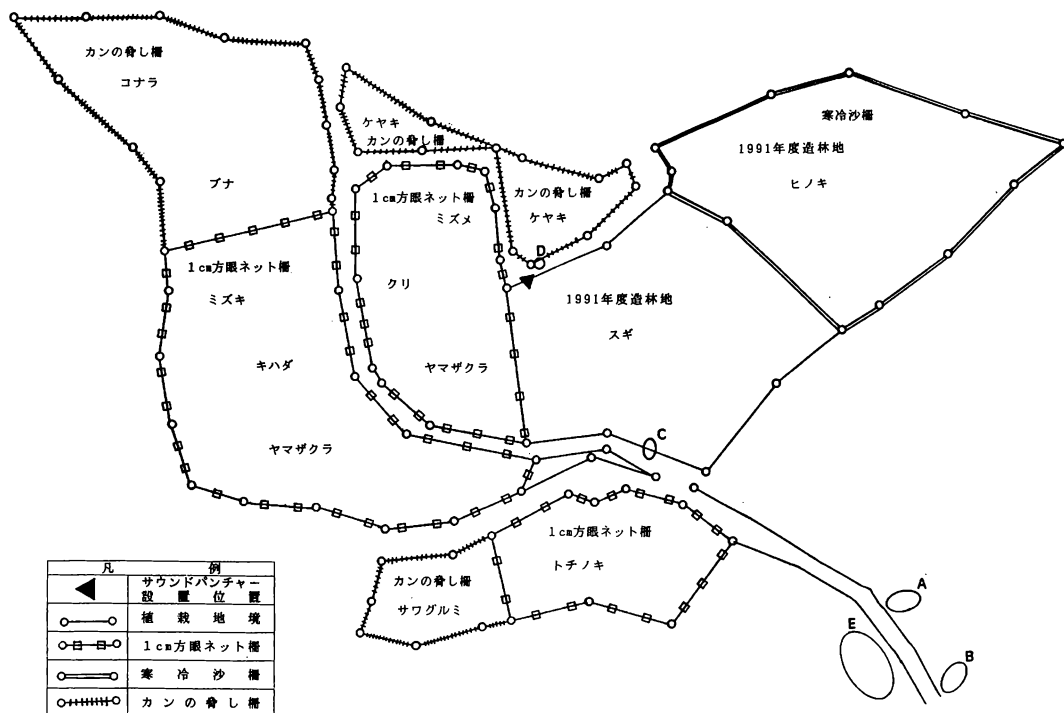 カンの脅し柵
コナラ
ブナ
ケヤキ
カンの脅し柵
1cm方眼ネット柵
ミズメ
クリ
ヤマザクラ
カンの脅し柵
ケヤキ
D
寒冷沙柵
1991年度造林地
ヒノキ
1991年度造林地
スギ
1cm方眼ネット柵
ミズキ
キハダ
ヤマザクラ
C
1cm方眼ネット柵
トチノキ
カンの脅し柵
サワグルミ
A
E
B
凡例
サウンドパンチャー
設置位置
植栽地境
1cm方眼ネット柵
寒冷沙柵
カンの脅し柵